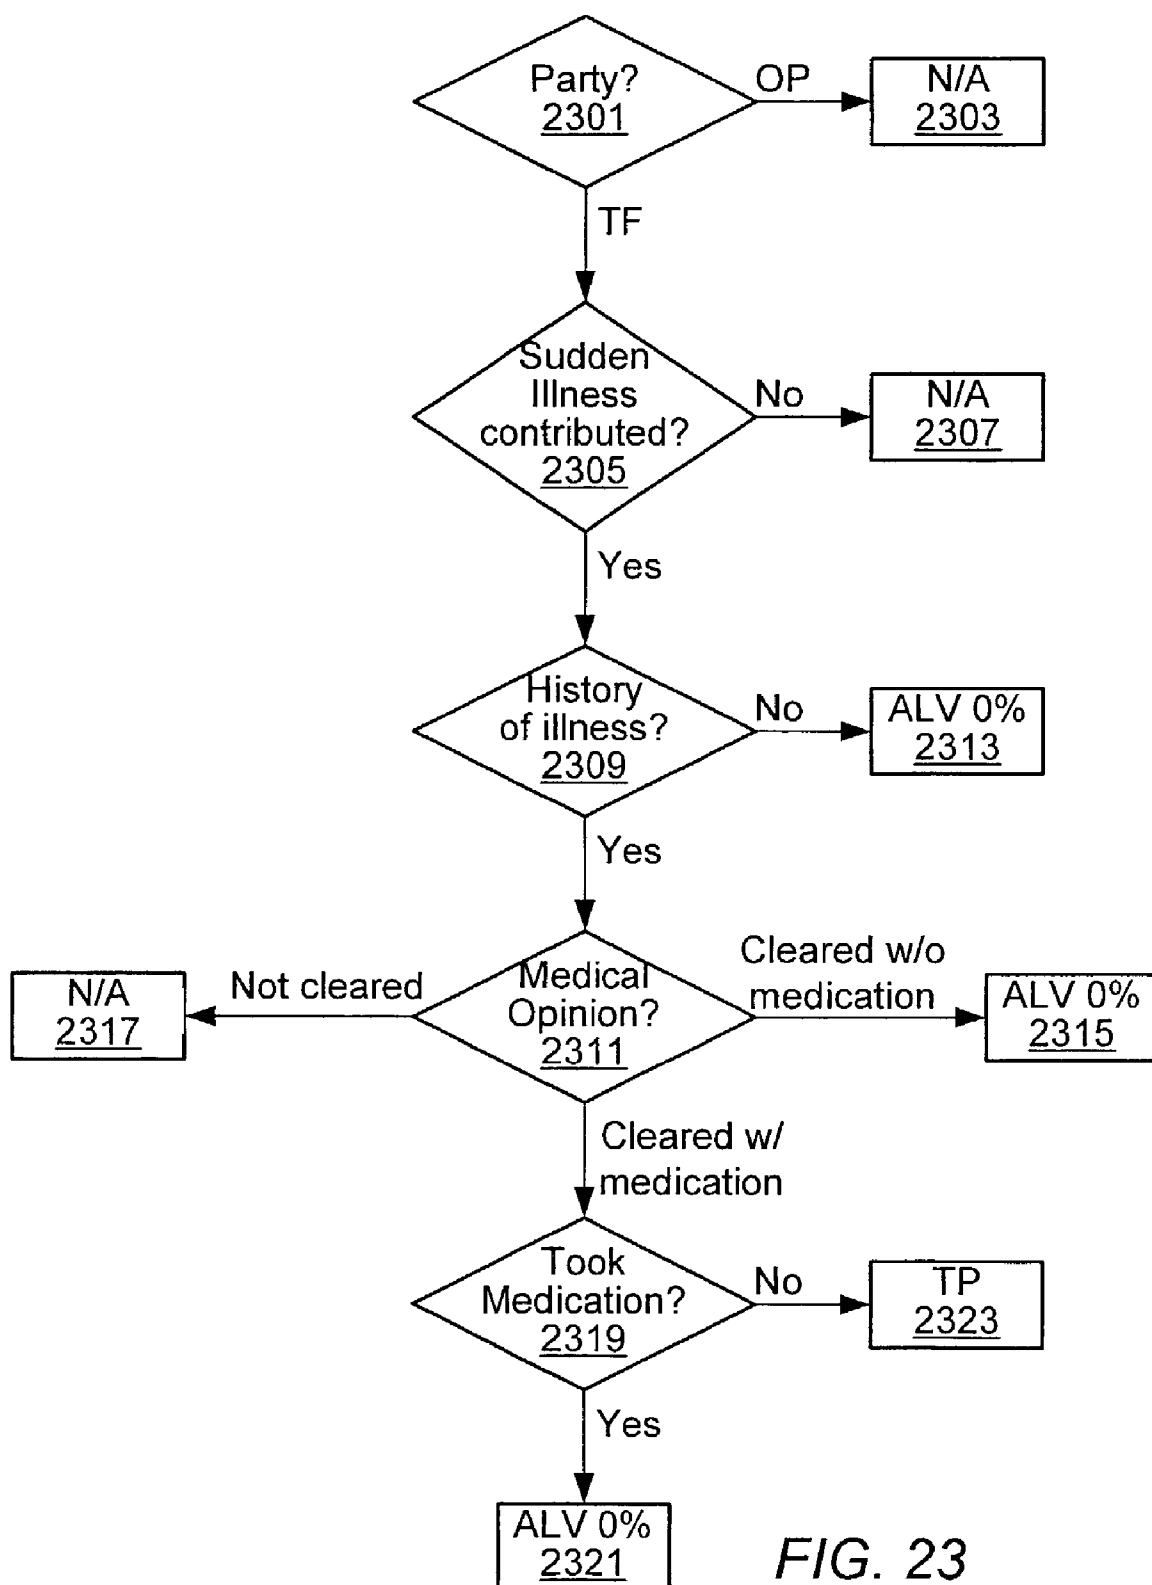 Party?
2301
OP
N/A
2303
TF
Sudden
Illness
contributed?
2305
No
N/A
2307
Yes
History
of illness?
2309
No
ALV 0%
2313
Yes
Not cleared
N/A
2317
Medical
Opinion?
2311
Cleared w/o
medication
ALV 0%
2315
Cleared w/
medication
Took
Medication?
2319
No
TP
2323
Yes
ALV 0%
2321
FIG. 23